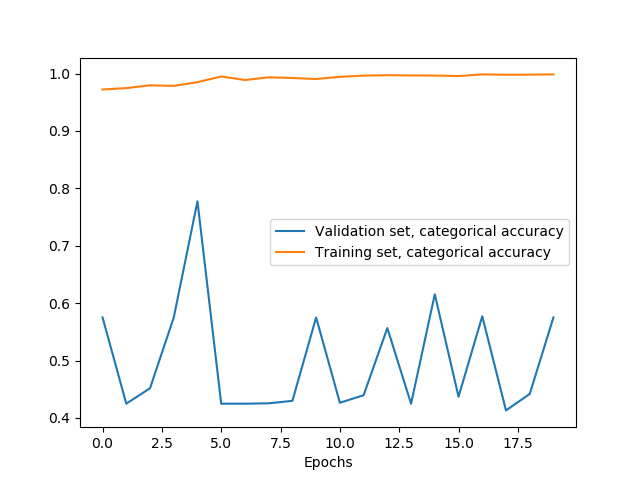 1.0
0.9
0.8
0.7
0.6
0.5
0.4
Validation set, categorical accuracy
Training set, categorical accuracy
0.0 2.5 5.0 7.5 10.0 12.5 15.0 17.5
Epochs